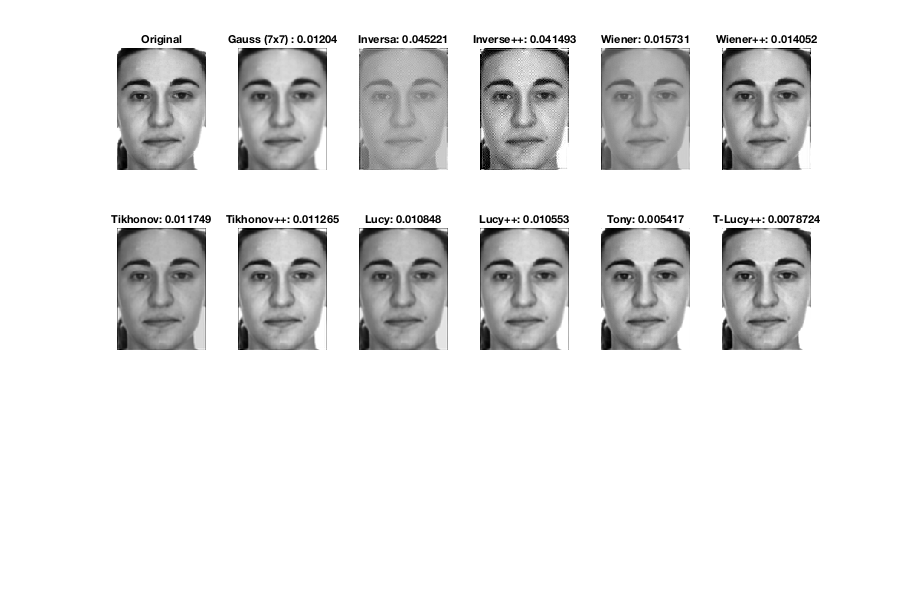 Original Gauss (7x7) : 0.01204 Inversa: 0.045221 Inverse++: 0.041493 Wiener: 0.015731 Wiener++: 0.014052
Tikhonov: 0.011749 Tikhonov++: 0.011265 Lucy: 0.010848 Lucy++: 0.010553 Tony: 0.005417 T-Lucy++: 0.0078724